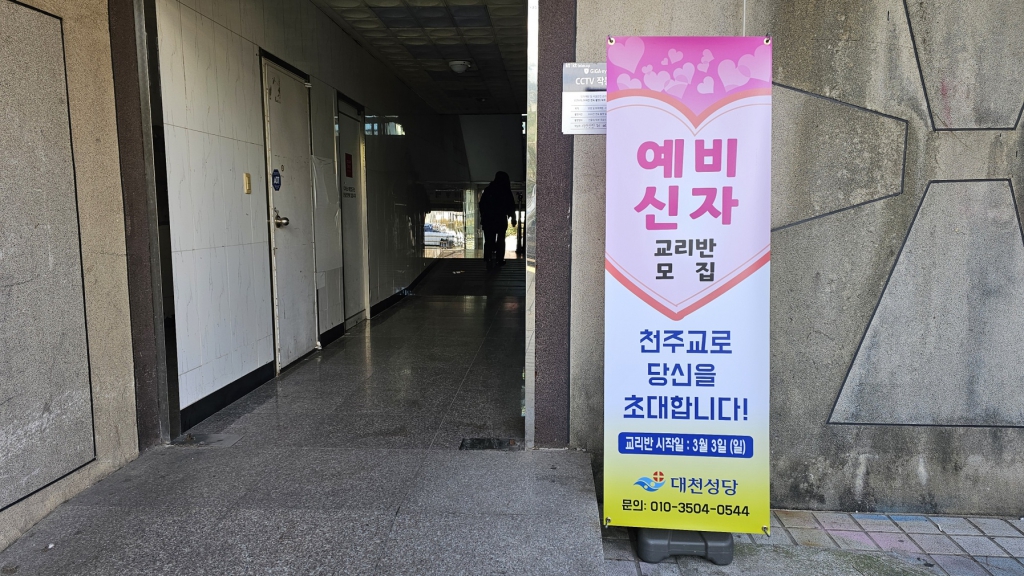 CCTV 작
예비
신자
교리반
모 집
천주교로
당신을
초대합니다!
교리반 시작일 : 3월 3일 (일)
대천성당
문의: 010-3504-0544